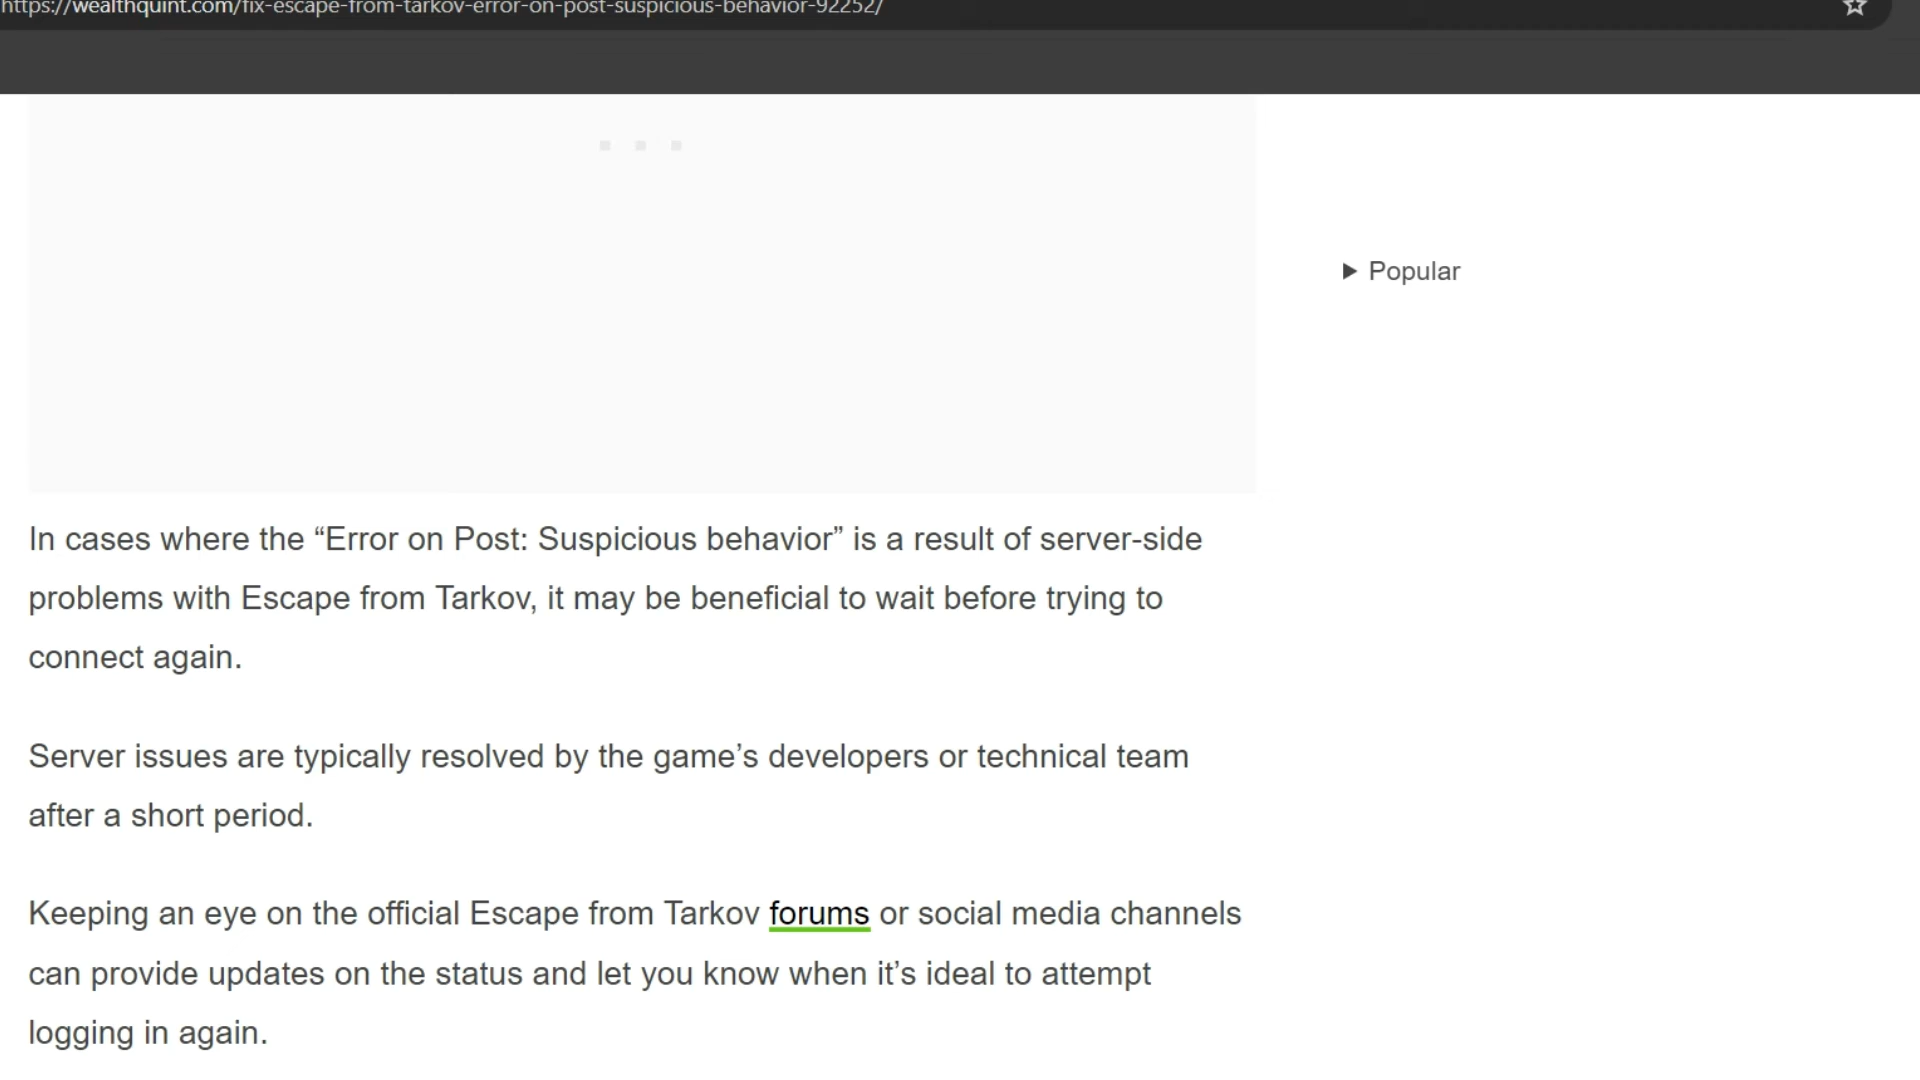 https://wealthquint.com/fix-escape-from-tarkov-error-on-post-suspicious-behavior-92252/
Popular
In cases where the “Error on Post: Suspicious behavior” is a result of server-side
problems with Escape from Tarkov, it may be beneficial to wait before trying to
connect again.
Server issues are typically resolved by the game’s developers or technical team
after a short period.
Keeping an eye on the official Escape from Tarkov forums or social media channels
can provide updates on the status and let you know when it’s ideal to attempt
logging in again.